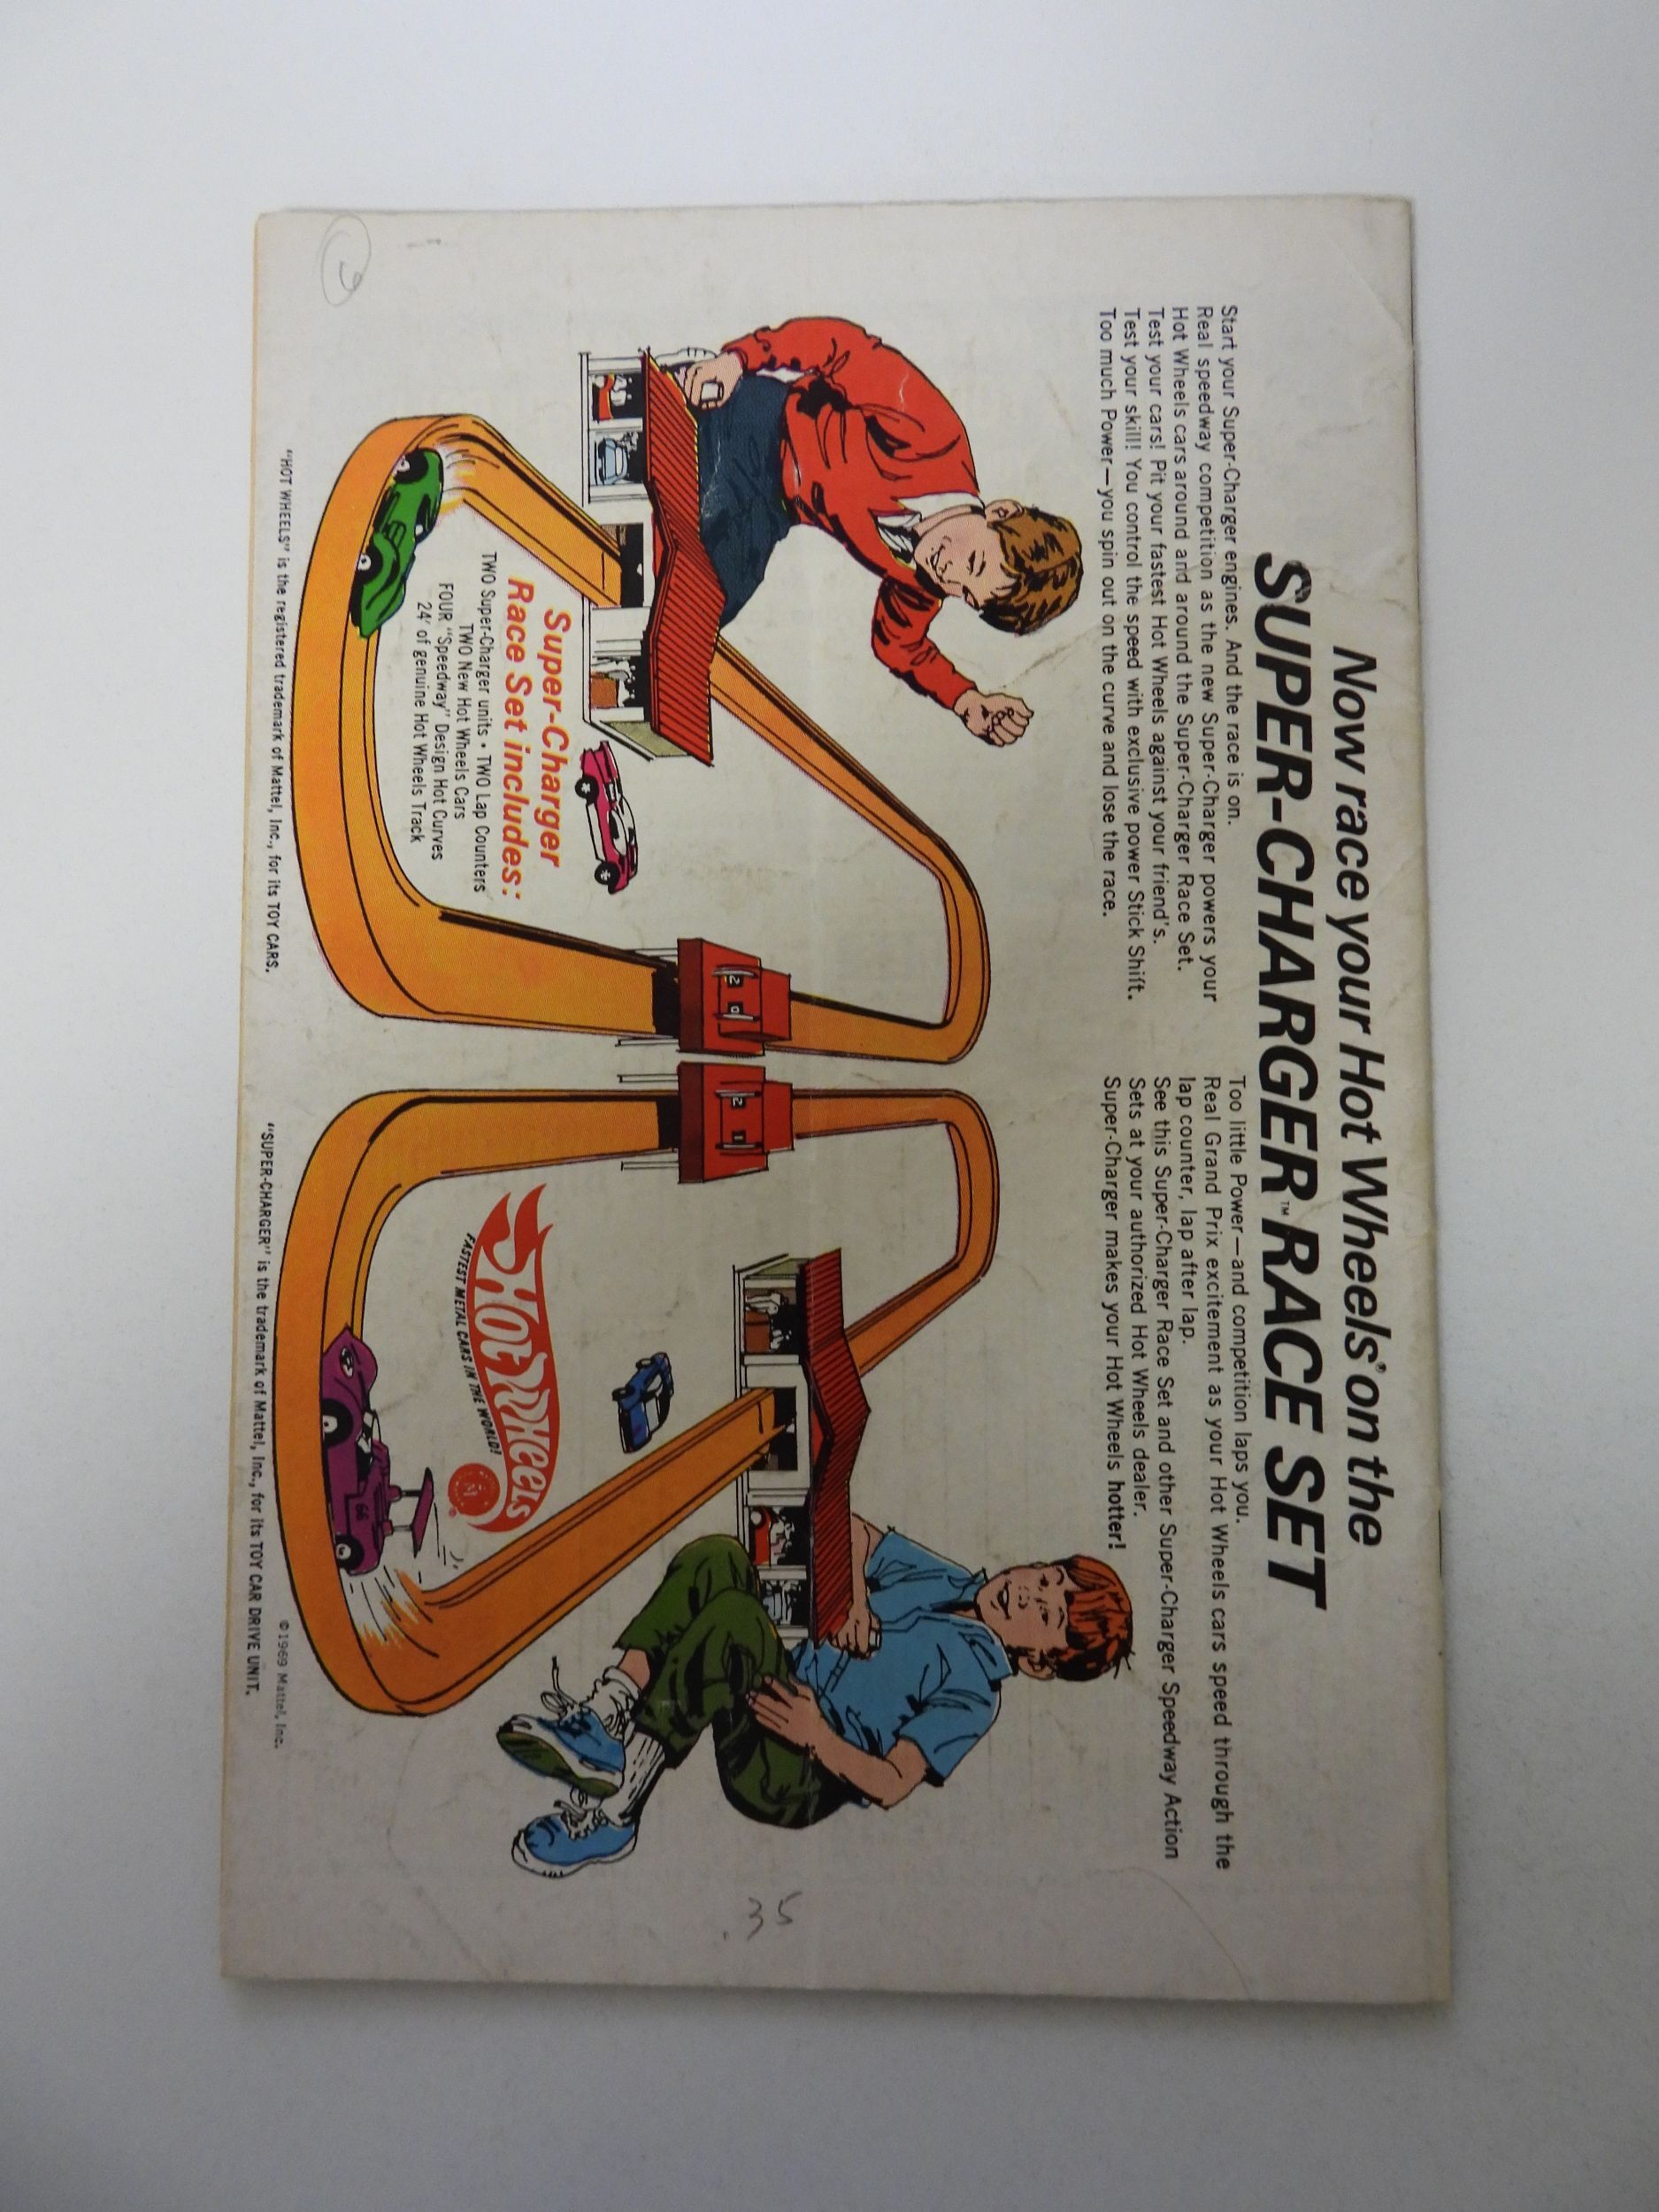 Now race your Hot Wheels® on the
SUPER-CHARGER™ RACE SET
Start your Super-Charger engines. And the race is on.
Real speedway competition as the new Super-Charger powers your
Hot Wheels cars around and around the Super-Charger Race Set.
Test your cars! Pit your fastest Hot Wheels against your friend's.
Test your skill! You control the speed with exclusive power Stick Shift.
Too much Power—you spin out on the curve and lose the race.
Too little Power—and competition laps you.
Real Grand Prix excitement as your Hot Wheels cars speed through the
lap counter, lap after lap.
See this Super-Charger Race Set and other Super-Charger Speedway Action
Sets at your authorized Hot Wheels dealer.
Super-Charger makes your Hot Wheels hotter!
2 0
2 1
Super-Charger
Race Set includes:
TWO Super-Charger units • TWO Lap Counters
TWO New Hot Wheels Cars
FOUR "Speedway" Design Hot Curves
24' of genuine Hot Wheels Track
Hot Wheels
FASTEST METAL CARS IN THE WORLD!
®
66
.35
"HOT WHEELS" is the registered trademark of Mattel, Inc., for its TOY CARS.
©1969 Mattel, Inc.
"SUPER-CHARGER" is the trademark of Mattel, Inc., for its TOY CAR DRIVE UNIT.